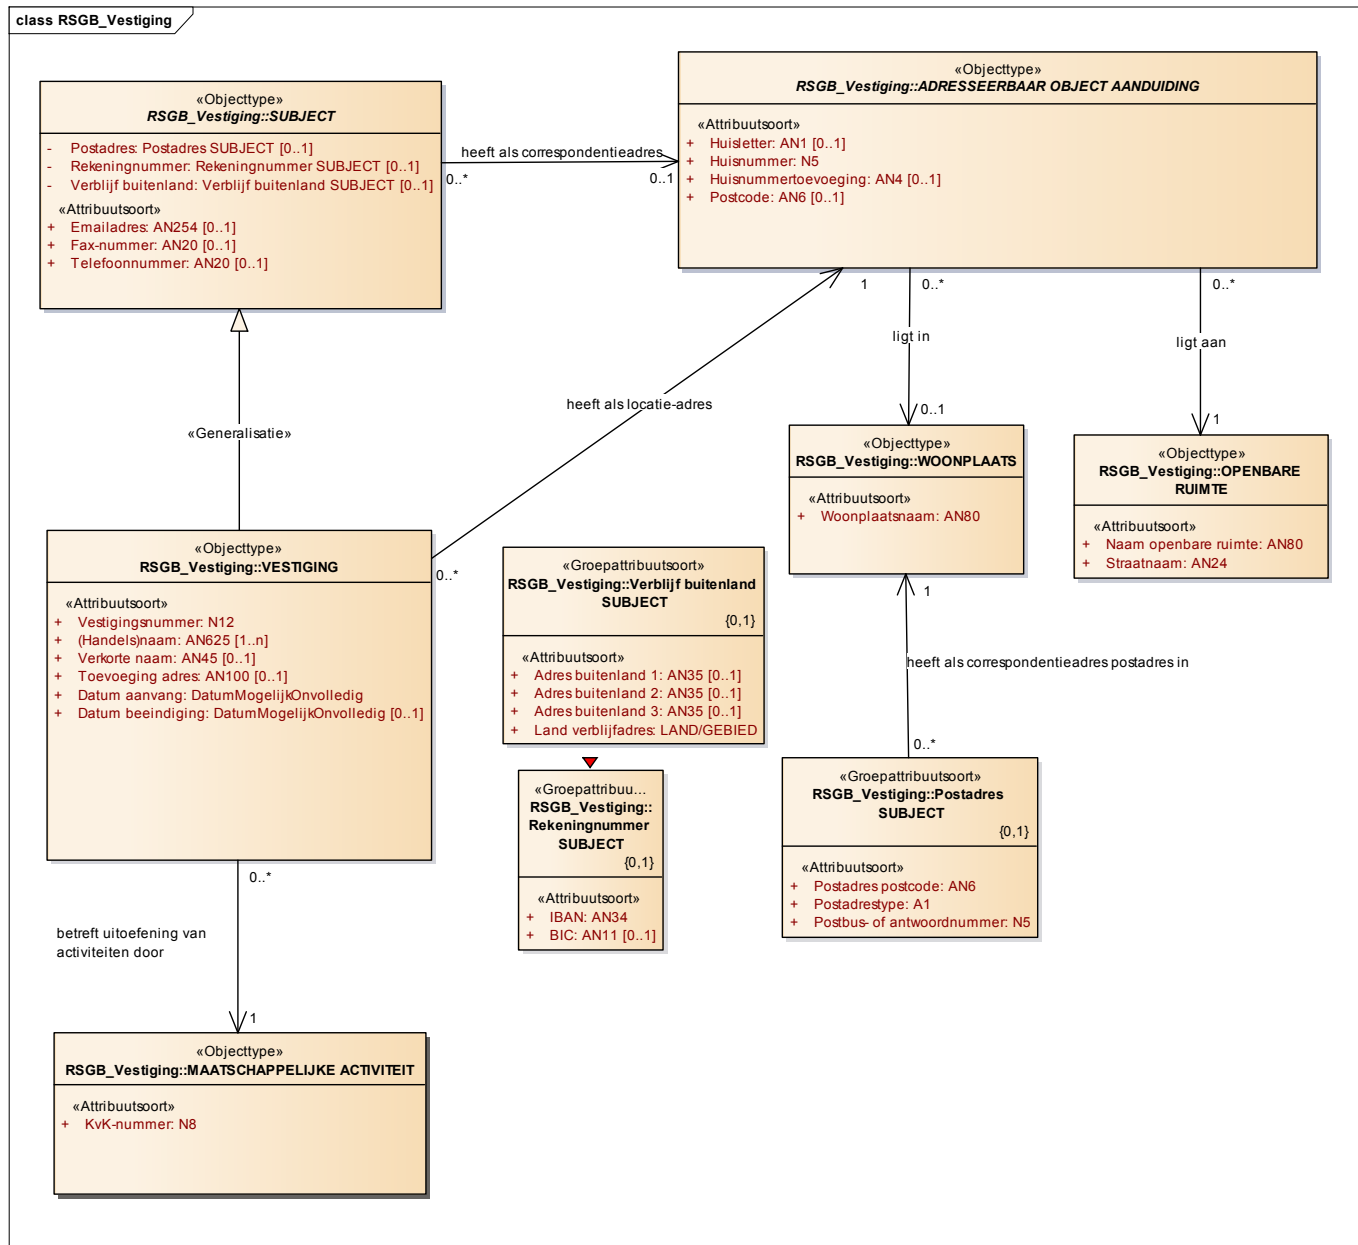 class RSGB_Vestiging
«Objecttype»
RSGB_Vestiging::SUBJECT
- Postadres: Postadres SUBJECT [0..1]
- Rekeningnummer: Rekeningnummer SUBJECT [0..1]
- Verblijf buitenland: Verblijf buitenland SUBJECT [0..1]
«Attribuutsoort»
+ Emailadres: AN254 [0..1]
+ Fax-nummer: AN20 [0..1]
+ Telefoonnummer: AN20 [0..1]
heeft als correspondentieadres
0..*
0..1
«Objecttype»
RSGB_Vestiging::ADRESSEERBAAR OBJECT AANDUIDING
«Attribuutsoort»
+ Huisletter: AN1 [0..1]
+ Huisnummer: N5
+ Huisnummertoevoeging: AN4 [0..1]
+ Postcode: AN6 [0..1]
1
0..*
0..*
ligt in
ligt aan
heeft als locatie-adres
0..1
1
«Generalisatie»
«Objecttype»
RSGB_Vestiging::WOONPLAATS
«Attribuutsoort»
+ Woonplaatsnaam: AN80
«Objecttype»
RSGB_Vestiging::OPENBARE
RUIMTE
«Attribuutsoort»
+ Naam openbare ruimte: AN80
+ Straatnaam: AN24
«Objecttype»
RSGB_Vestiging::VESTIGING
«Attribuutsoort»
+ Vestigingsnummer: N12
+ (Handels)naam: AN625 [1..n]
+ Verkorte naam: AN45 [0..1]
+ Toevoeging adres: AN100 [0..1]
+ Datum aanvang: DatumMogelijkOnvolledig
+ Datum beeindiging: DatumMogelijkOnvolledig [0..1]
0..*
«Groepattribuutsoort»
RSGB_Vestiging::Verblijf buitenland
SUBJECT
{0,1}
«Attribuutsoort»
+ Adres buitenland 1: AN35 [0..1]
+ Adres buitenland 2: AN35 [0..1]
+ Adres buitenland 3: AN35 [0..1]
+ Land verblijfadres: LAND/GEBIED
1
heeft als correspondentieadres postadres in
0..*
«Groepattribuu...
RSGB_Vestiging::
Rekeningnummer
SUBJECT
{0,1}
«Attribuutsoort»
+ IBAN: AN34
+ BIC: AN11 [0..1]
«Groepattribuutsoort»
RSGB_Vestiging::Postadres
SUBJECT
{0,1}
«Attribuutsoort»
+ Postadres postcode: AN6
+ Postadrestype: A1
+ Postbus- of antwoordnummer: N5
0..*
betreft uitoefening van
activiteiten door
1
«Objecttype»
RSGB_Vestiging::MAATSCHAPPELIJKE ACTIVITEIT
«Attribuutsoort»
+ KvK-nummer: N8